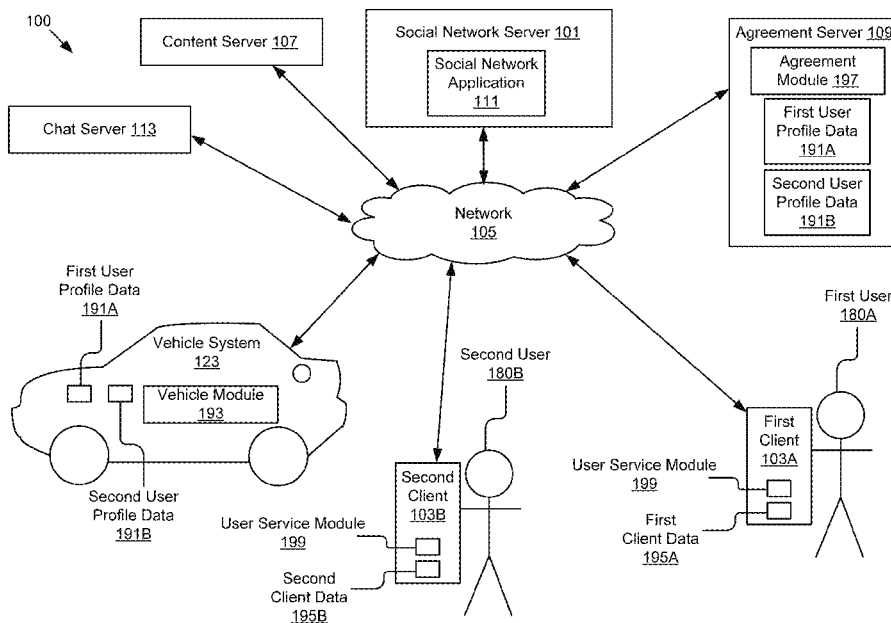 100
Content Server 107
Social Network Server 101
Social Network
Application
111
Agreement Server 109
Agreement
Module 197
First User
Profile Data
191A
Second User
Profile Data
191B
Chat Server 113
Network
105
First User
Profile Data
191A
Vehicle System
123
Vehicle Module
193
Second User
Profile Data
191B
Second User
180B
Second
Client
103B
User Service Module
199
Second
Client Data
195B
First User
180A
First
Client
103A
User Service Module
199
First
Client Data
195A